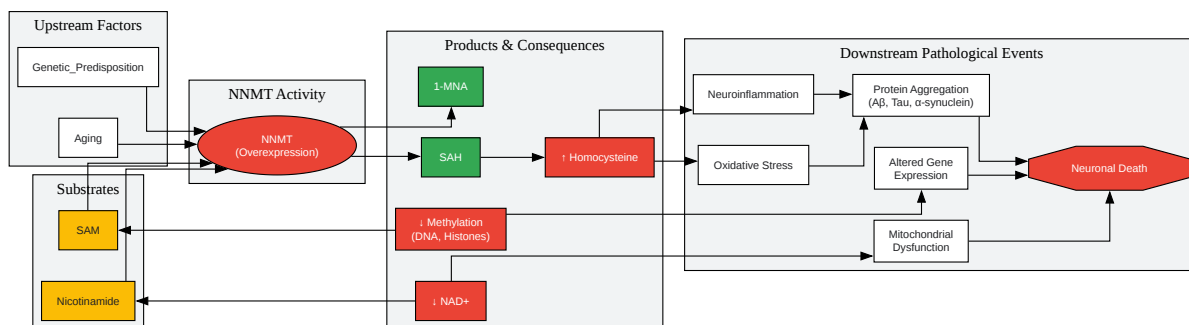 Upstream Factors
Genetic_Predisposition
Aging
Substrates
SAM
Nicotinamide
NNMT Activity
NNMT
(Overexpression)
Products & Consequences
1-MNA
SAH
↑ Homocysteine
↓ Methylation
(DNA, Histones)
↓ NAD+
Downstream Pathological Events
Neuroinflammation
Oxidative Stress
Protein Aggregation
(Aβ, Tau, α-synuclein)
Altered Gene
Expression
Mitochondrial
Dysfunction
Neuronal Death